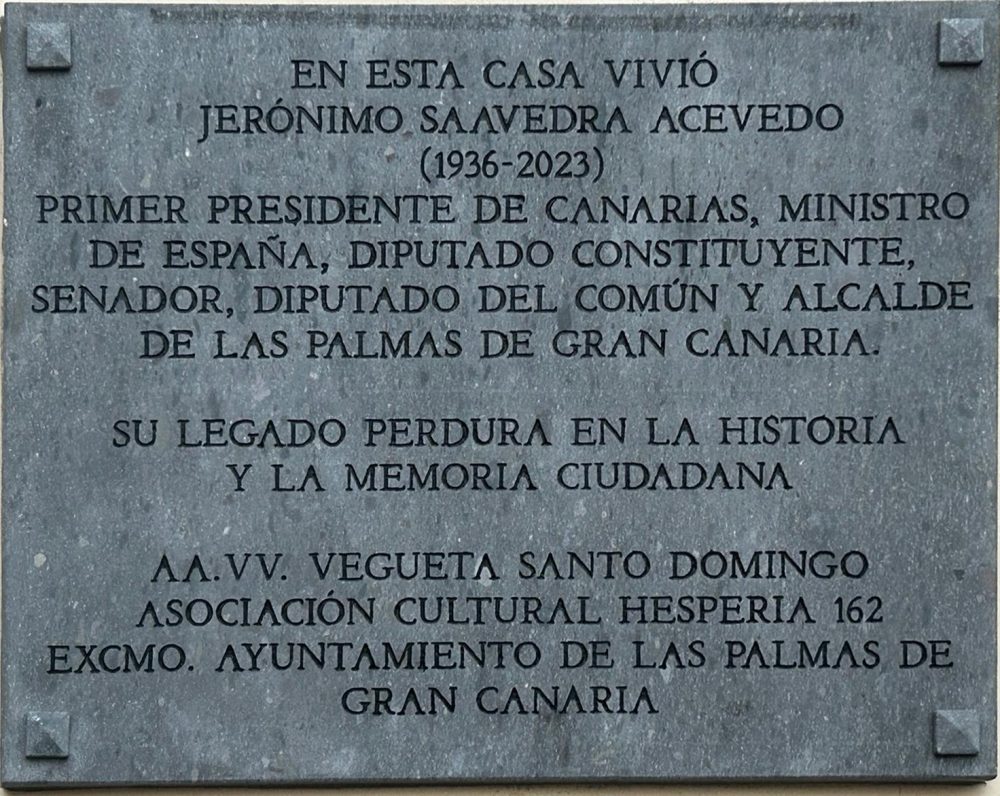 EN ESTA CASA VIVIÓ
JERÓNIMO SAAVEDRA ACEVEDO
(1936-2023)
PRIMER PRESIDENTE DE CANARIAS, MINISTRO
DE ESPAÑA, DIPUTADO CONSTITUYENTE,
SENADOR, DIPUTADO DEL COMÚN Y ALCALDE
DE LAS PALMAS DE GRAN CANARIA.
SU LEGADO PERDURA EN LA HISTORIA
Y LA MEMORIA CIUDADANA
AA.VV. VEGUETA SANTO DOMINGO
ASOCIACIÓN CULTURAL HESPERIA 162
EXCMO. AYUNTAMIENTO DE LAS PALMAS DE
GRAN CANARIA